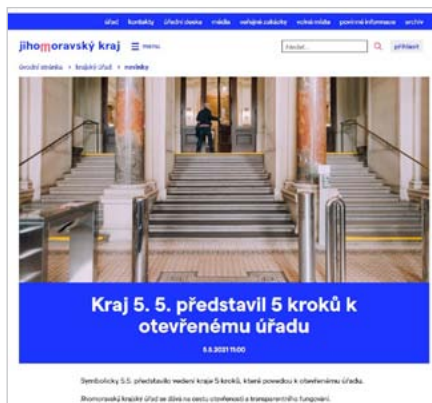 úřad kontakty úřední deska média veřejné zakázky volná místa povinné informace archiv
jihomoravský kraj menu hledat... přihlásit
úvodní stránka > krajský úřad > novinky
Kraj 5. 5. představil 5 kroků k
otevřenému úřadu
5.5.2021 11:00
Symbolicky 5.5. představilo vedení kraje 5 kroků, které povedou k otevřenému úřadu.
Jihomoravský krajský úřad se dává na cestu otevřenosti a transparentního fungování.